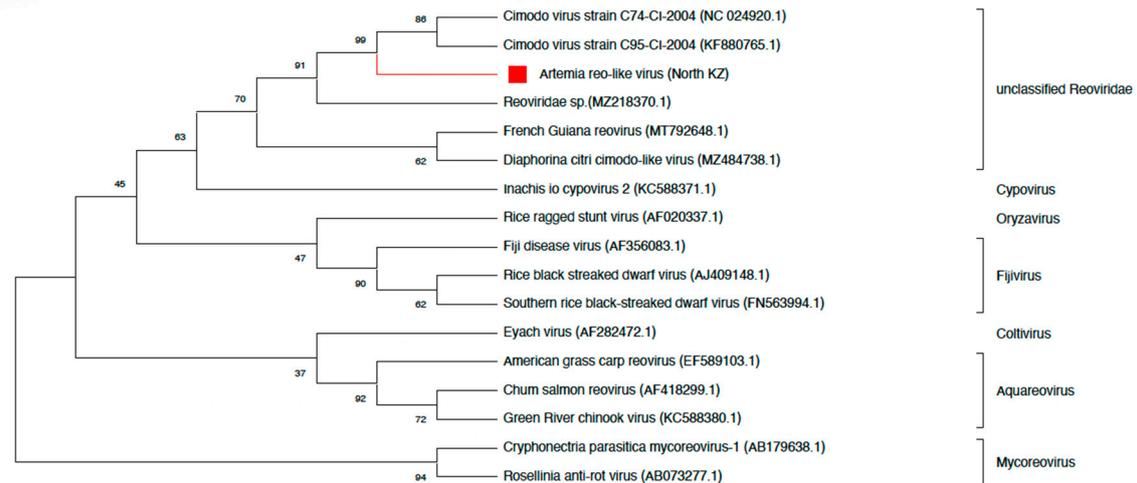 86
Cimodo virus strain C74-CI-2004 (NC 024920.1)
99
Cimodo virus strain C95-CI-2004 (KF880765.1)
91
Artemia reo-like virus (North KZ)
unclassified Reoviridae
70
Reoviridae sp.(MZ218370.1)
63
French Guiana reovirus (MT792648.1)
62
Diaphorina citri cimodo-like virus (MZ484738.1)
45
Inachis io cypovirus 2 (KC588371.1)
Cypovirus
Rice ragged stunt virus (AF020337.1)
Oryzavirus
47
Fiji disease virus (AF356083.1)
90
Rice black streaked dwarf virus (AJ409148.1)
Fijivirus
62
Southern rice black-streaked dwarf virus (FN563994.1)
Eyach virus (AF282472.1)
Coltivirus
37
American grass carp reovirus (EF589103.1)
92
Chum salmon reovirus (AF418299.1)
Aquareovirus
72
Green River chinook virus (KC588380.1)
Cryphonectria parasitica mycoreovirus-1 (AB179638.1)
Mycoreovirus
94
Rosellinia anti-rot virus (AB073277.1)